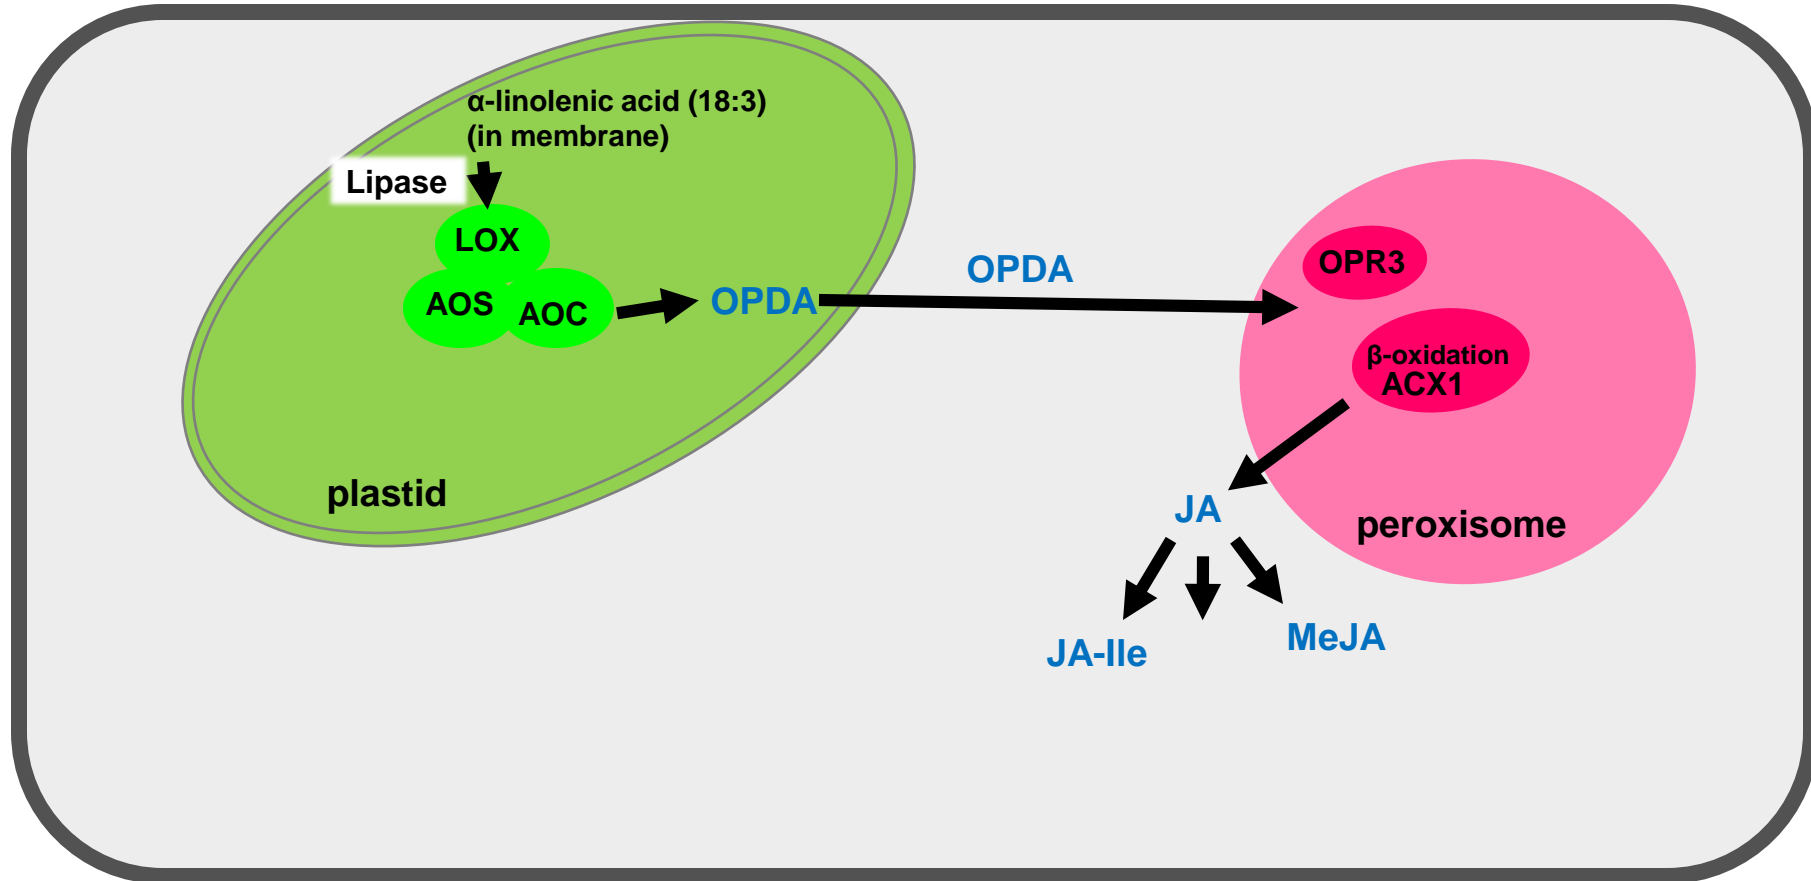 α-linolenic acid (18:3)
(in membrane)
Lipase
LOX
AOS
AOC
OPDA
plastid
OPDA
OPR3
β-oxidation
ACX1
peroxisome
JA
JA-Ile
MeJA